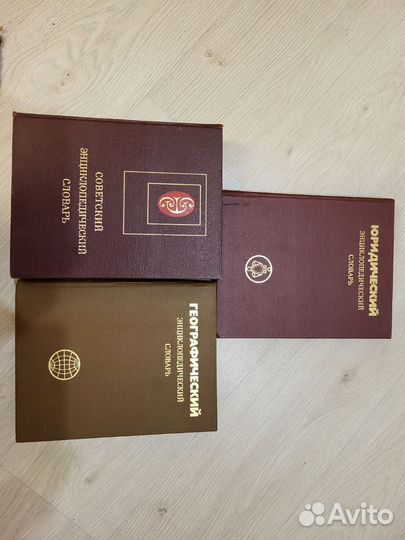 СОВЕТСКИЙ
ЭНЦИКЛОПЕДИЧЕСКИЙ
СЛОВАРЬ
ЮРИДИЧЕСКИЙ
ЭНЦИКЛОПЕДИЧЕСКИЙ
СЛОВАРЬ
ГЕОГРАФИЧЕСКИЙ
ЭНЦИКЛОПЕДИЧЕСКИЙ
СЛОВАРЬ
Avito